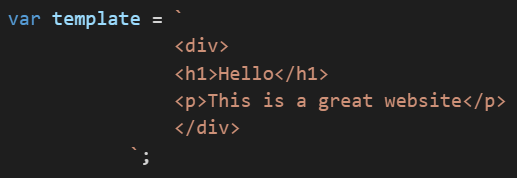 var template = `
<div>
<h1>Hello</h1>
<p>This is a great website</p>
</div>
`;